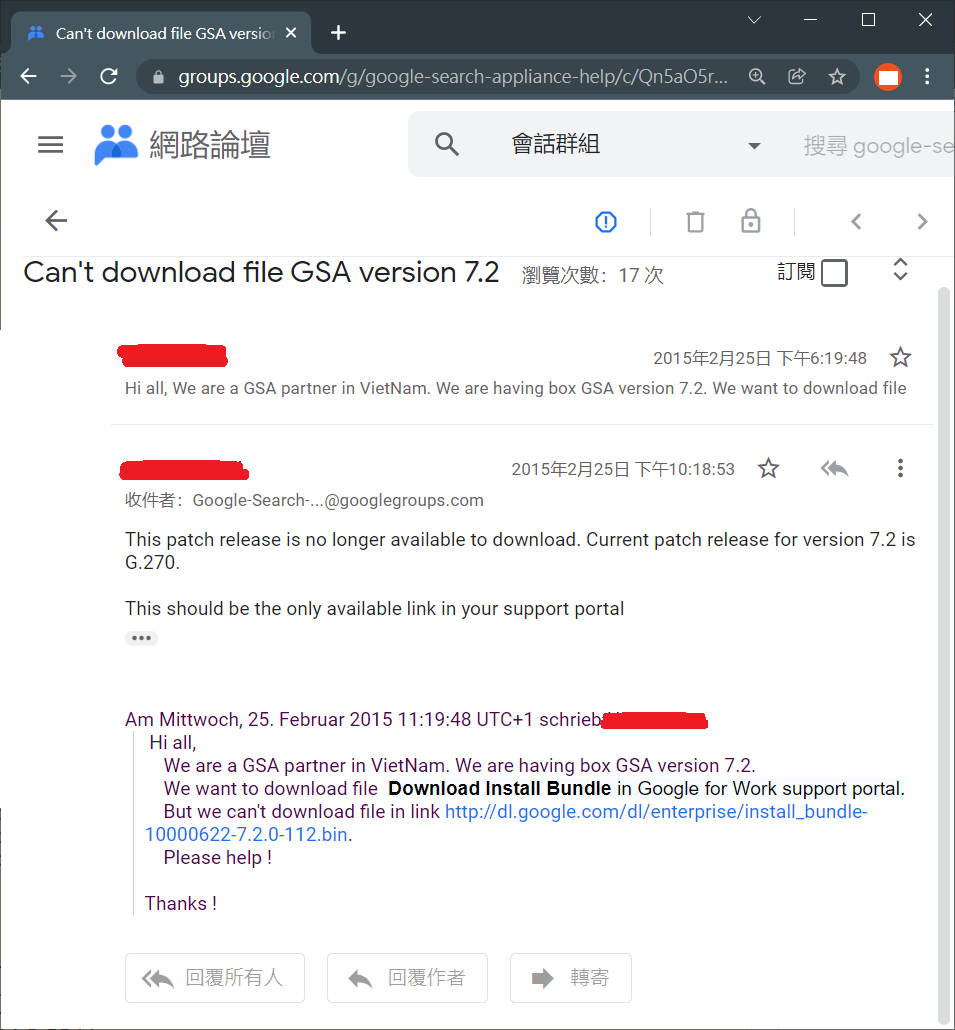 Can't download file GSA versio
groups.google.com/g/google-search-appliance-help/c/Qn5aO5r...
網路論壇
會話群組
搜尋 google-se
Can't download file GSA version 7.2
瀏覽次數：17 次
訂閱
2015年2月25日 下午6:19:48
Hi all, We are a GSA partner in VietNam. We are having box GSA version 7.2. We want to download file
2015年2月25日 下午10:18:53
收件者：Google-Search-...@googlegroups.com
This patch release is no longer available to download. Current patch release for version 7.2 is
G.270.
This should be the only available link in your support portal
Am Mittwoch, 25. Februar 2015 11:19:48 UTC+1 schrieb
Hi all,
We are a GSA partner in VietNam. We are having box GSA version 7.2.
We want to download file Download Install Bundle in Google for Work support portal.
But we can't download file in link http://dl.google.com/dl/enterprise/install_bundle-
10000622-7.2.0-112.bin.
Please help !
Thanks !
回覆所有人
回覆作者
轉寄